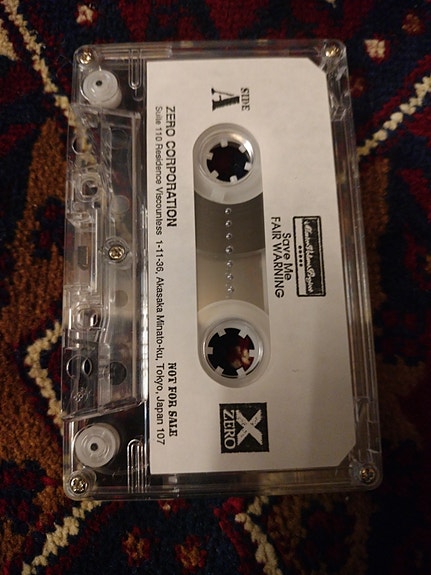 SIDE
A
Save Me
FAIR WARNING
X
ZERO
ZERO CORPORATION
NOT FOR SALE
Suite 110 Residence Viscountess 1-11-36, Akasaka Minato-ku, Tokyo, Japan 107